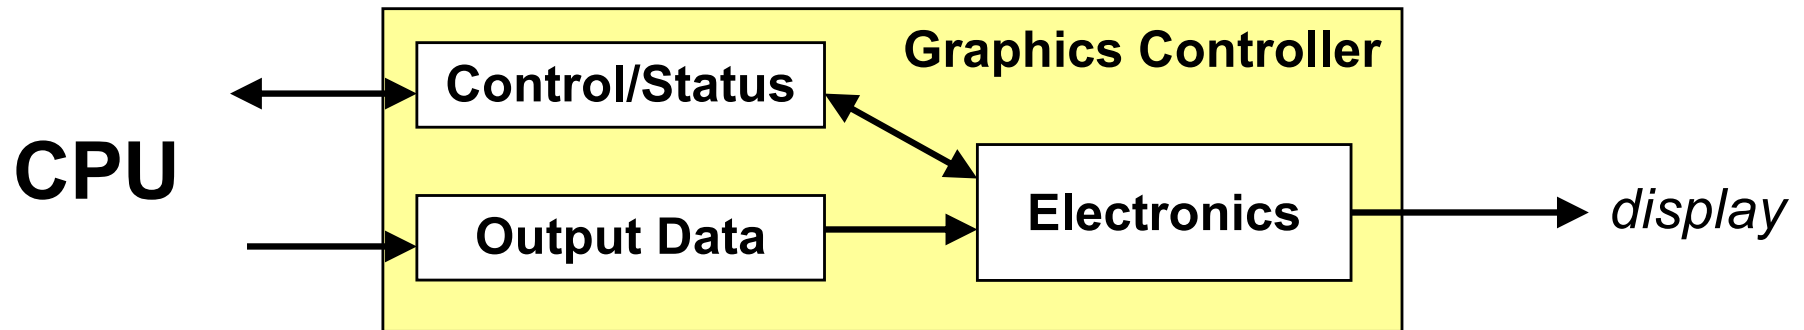 Graphics Controller
Control/Status
CPU
Output Data
Electronics
display